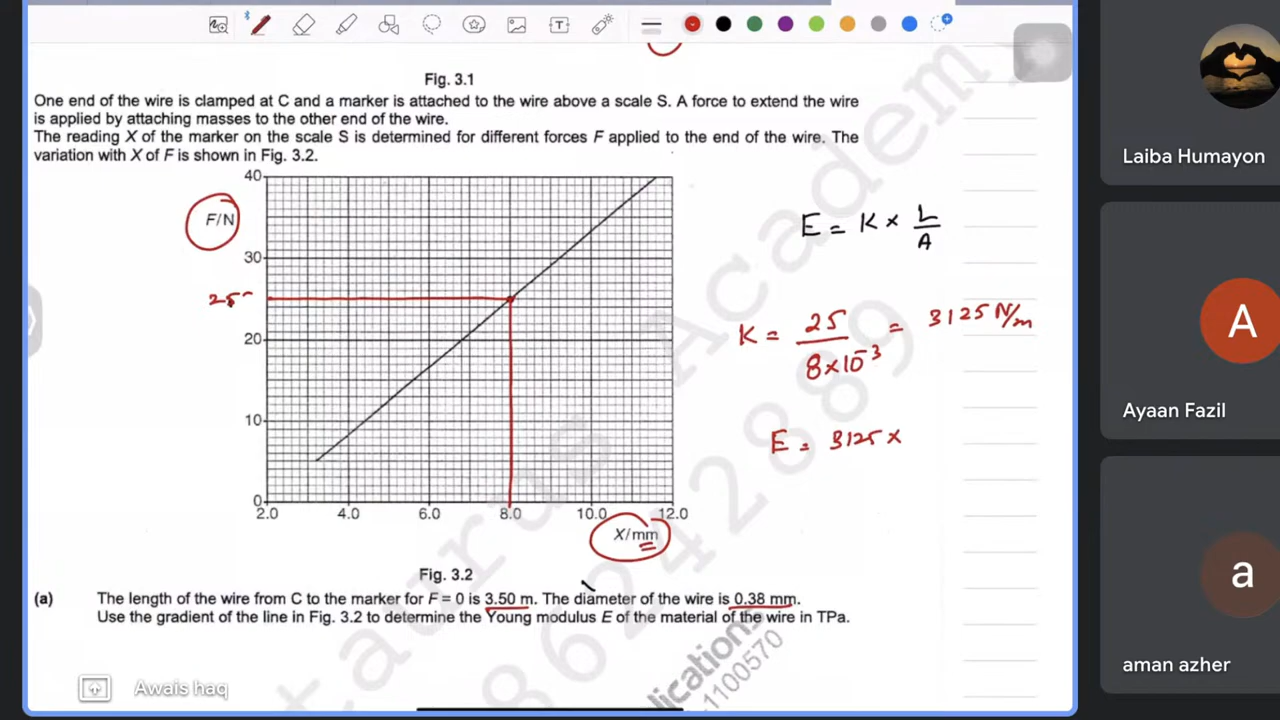 Fig. 3.1
One end of the wire is clamped at C and a marker is attached to the wire above a scale S. A force to extend the wire
is applied by attaching masses to the other end of the wire.
The reading X of the marker on the scale S is determined for different forces F applied to the end of the wire. The
variation with X of F is shown in Fig. 3.2.
40
F/N
30
25
20
10
0
2.0 4.0 6.0 8.0 10.0 12.0
X/mm
Fig. 3.2
E = K × L/A
K = 25/8×10⁻³ = 3125 N/m
E = 3125 ×
(a) The length of the wire from C to the marker for F = 0 is 3.50 m. The diameter of the wire is 0.38 mm.
Use the gradient of the line in Fig. 3.2 to determine the Young modulus E of the material of the wire in TPa.
Awais haq
Laiba Humayon
A
Ayaan Fazil
a
aman azher
Academ
86242889
lications
1100570